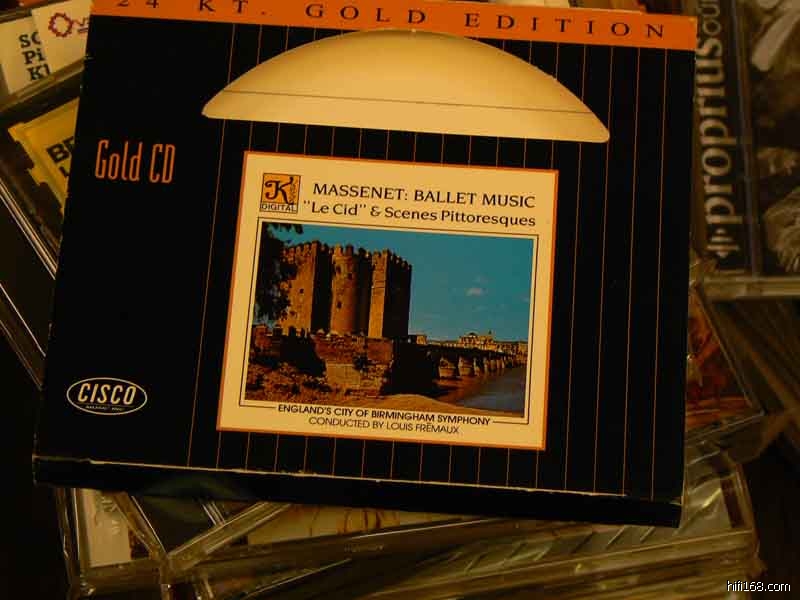 24 KT. GOLD EDITION
Gold CD
K
DIGITAL
MASSENET: BALLET MUSIC
"Le Cid" & Scenes Pittoresques
ENGLAND'S CITY OF BIRMINGHAM SYMPHONY
CONDUCTED BY LOUIS FRÉMAUX
CISCO
proprius
hifi168.com